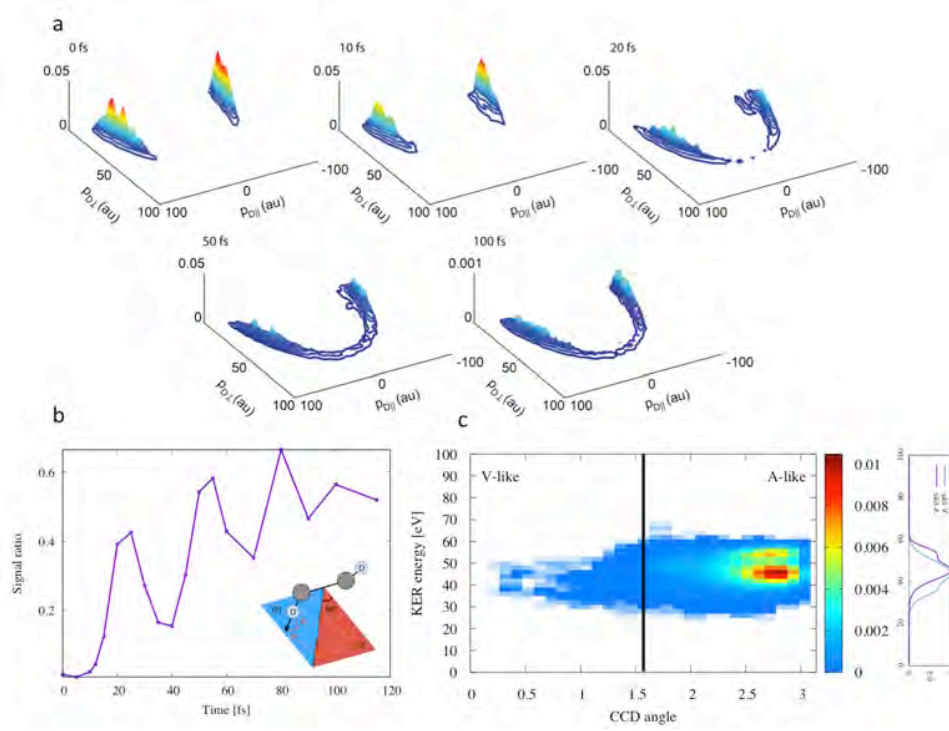 a
0 fs
0.05
0
50
100
p_D⊥ (au)
100
0
-100
p_D|| (au)
10 fs
0.05
0
50
100
p_D⊥ (au)
100
0
-100
p_D|| (au)
20 fs
0.05
0
50
100
p_D⊥ (au)
100
0
-100
p_D|| (au)
50 fs
0.05
0
50
100
p_D⊥ (au)
100
0
-100
p_D|| (au)
100 fs
0.001
0
50
100
p_D⊥ (au)
100
0
-100
p_D|| (au)
b
Signal ratio
0.6
0.4
0.2
0 20 40 60 80 100 120
Time [fs]
D
D
c
KER energy [eV]
100
90
80
70
60
50
40
30
20
10
0
V-like
A-like
0 0.5 1 1.5 2 2.5 3
CCD angle
0.01
0.008
0.006
0.004
0.002
0